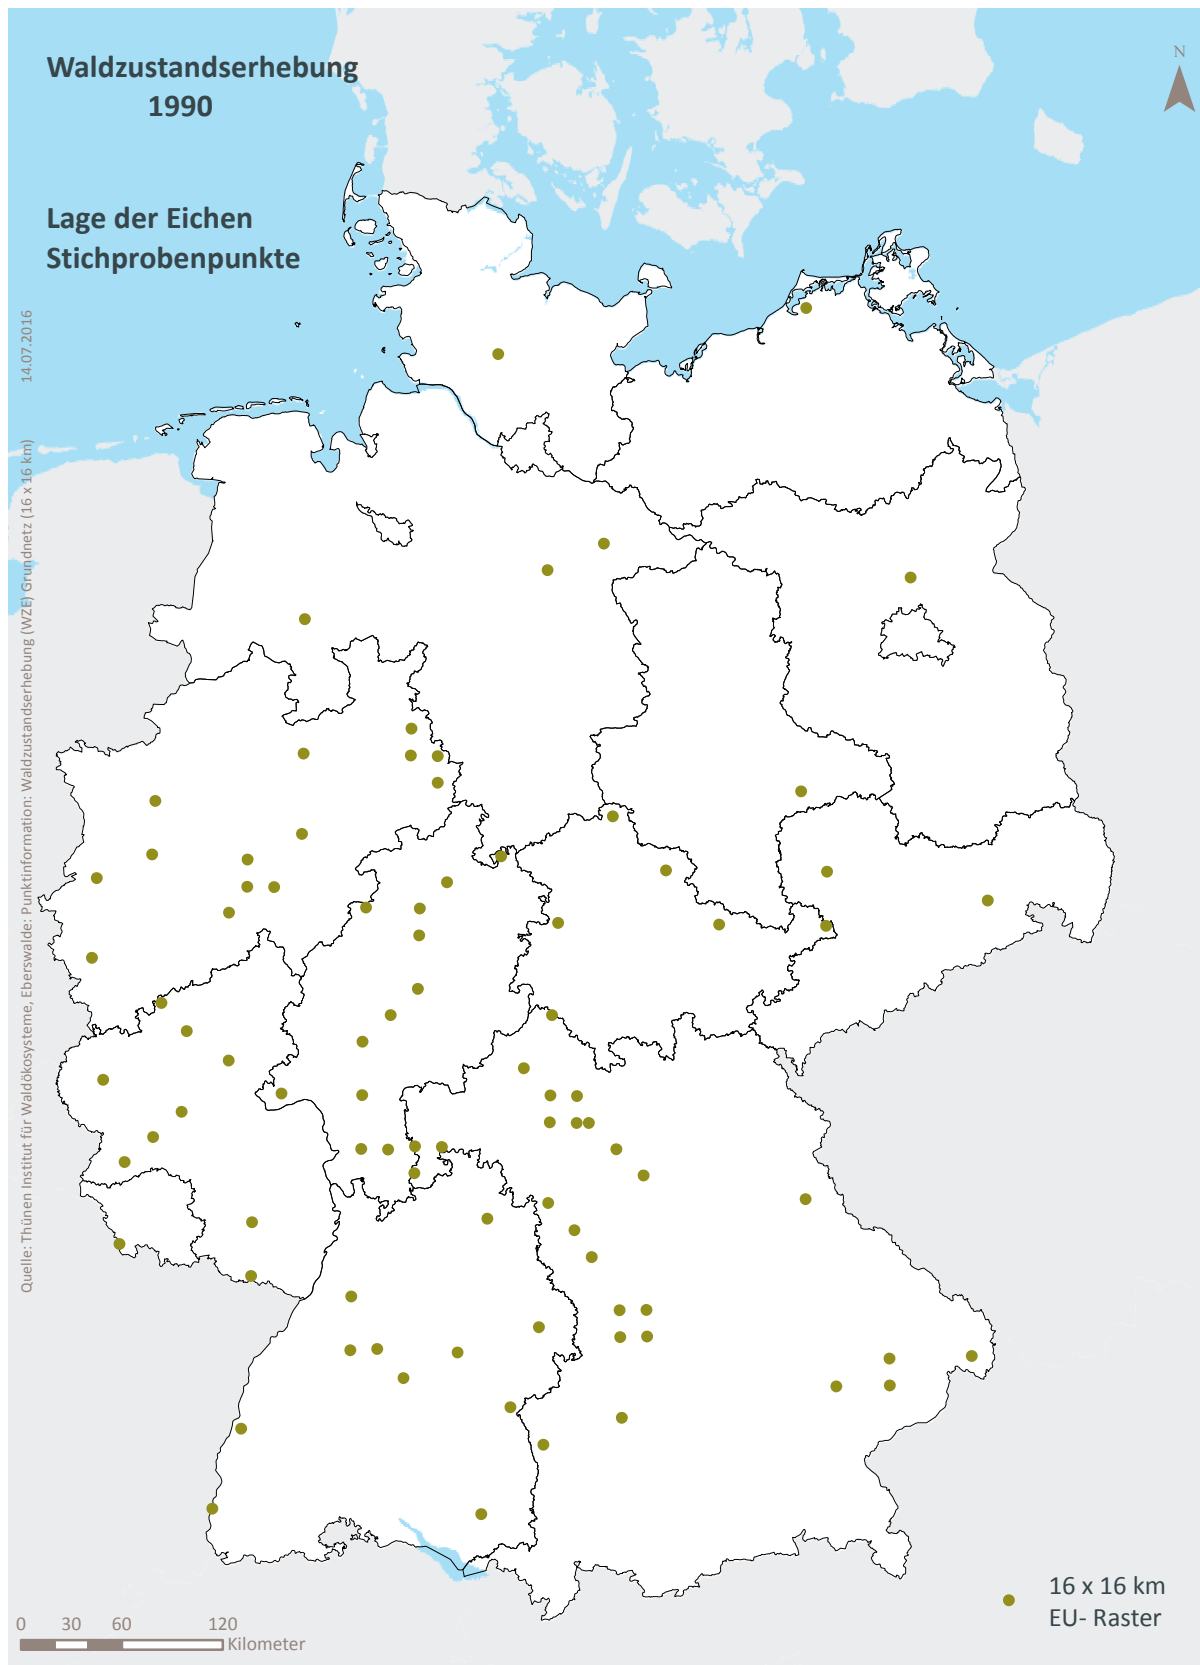 Waldzustandserhebung
1990
N
Lage der Eichen
Stichprobenpunkte
Quelle: Thünen Institut für Waldökosysteme, Eberswalde: Punktinformation: Waldzustandserhebung (WZE) Grundnetz (16 x 16 km) 14.07.2016
16 x 16 km
EU- Raster
0 30 60 120
Kilometer